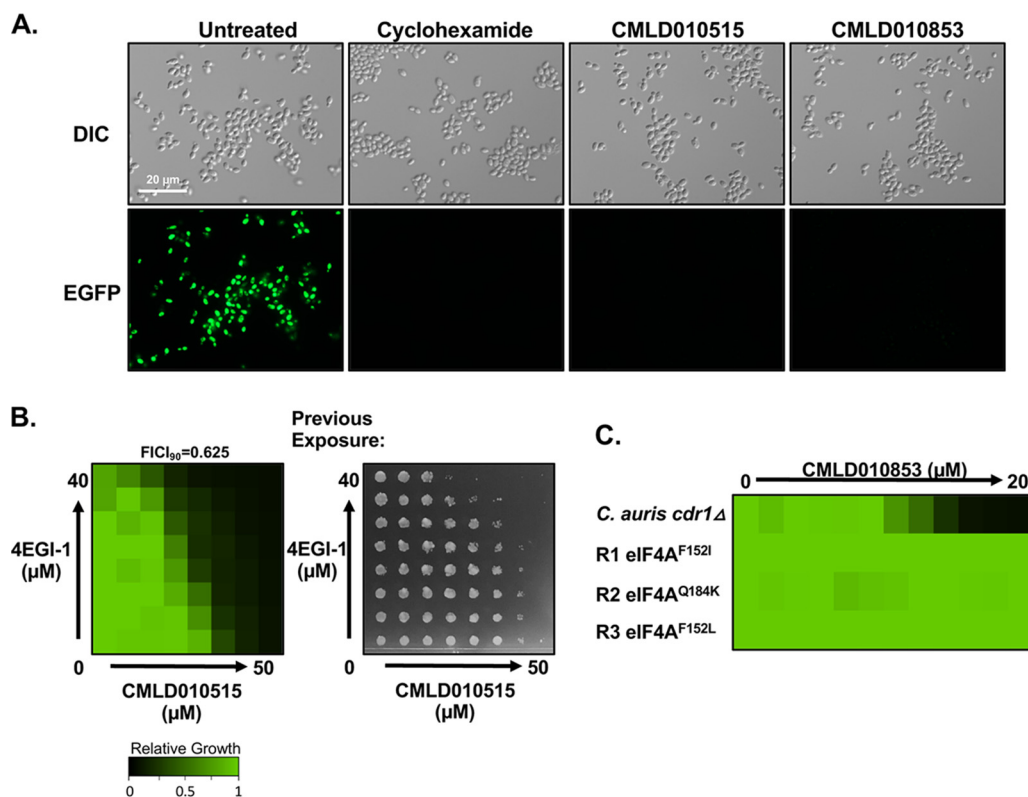 A.
Untreated Cyclohexamide CMLD010515 CMLD010853
DIC
20 µm
EGFP
B.
FICI90=0.625
40
4EGI-1
(µM)
0
50
CMLD010515
(µM)
Relative Growth
0 0.5 1
Previous
Exposure:
40
4EGI-1
(µM)
0
50
CMLD010515
(µM)
C.
CMLD010853 (µM)
0 20
C. auris cdr1Δ
R1 eIF4AF152I
R2 eIF4AQ184K
R3 eIF4AF152L